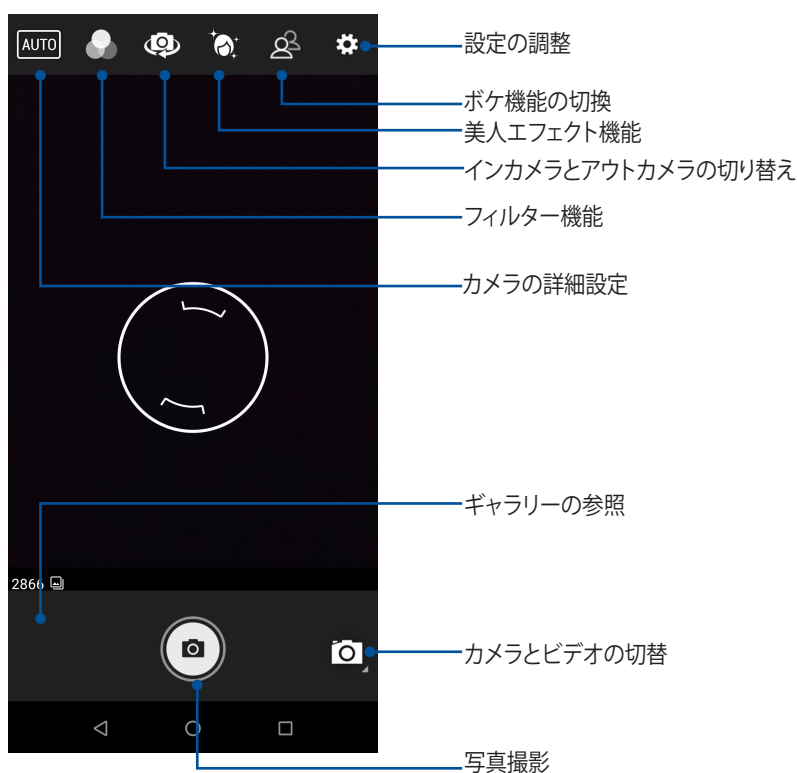 AUTO
設定の調整
ボケ機能の切換
美人エフェクト機能
インカメラとアウトカメラの切り替え
フィルター機能
カメラの詳細設定
ギャラリーの参照
2866
カメラとビデオの切替
写真撮影